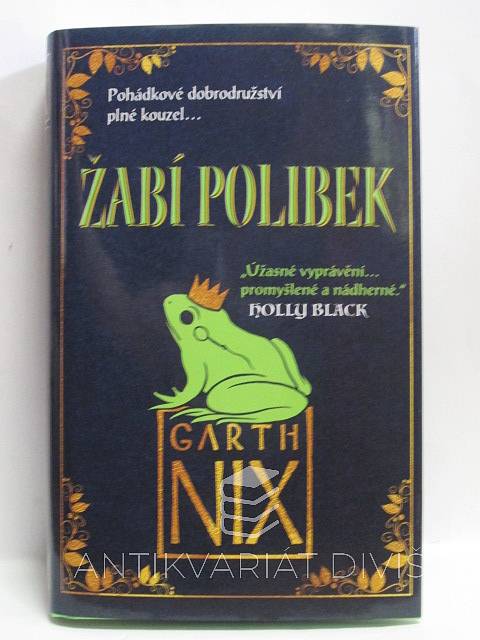 Pohádkové dobrodružství
plné kouzel...
ŽABÍ POLIBEK
„Úžasné vyprávění...
promyšlené a nádherné.“
HOLLY BLACK
GARTH
NIX
ANTIKVARIÁT DIVIŠ